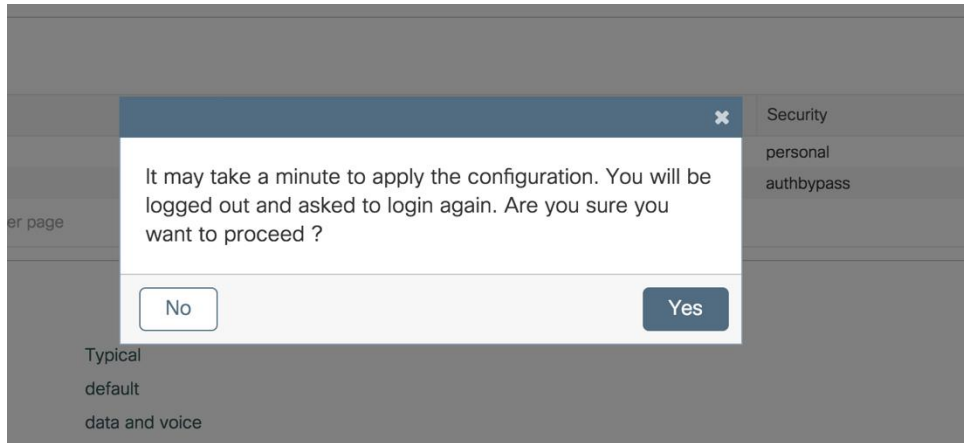 Security
personal
authbypass
er page
It may take a minute to apply the configuration. You will be
logged out and asked to login again. Are you sure you
want to proceed ?
No
Yes
Typical
default
data and voice